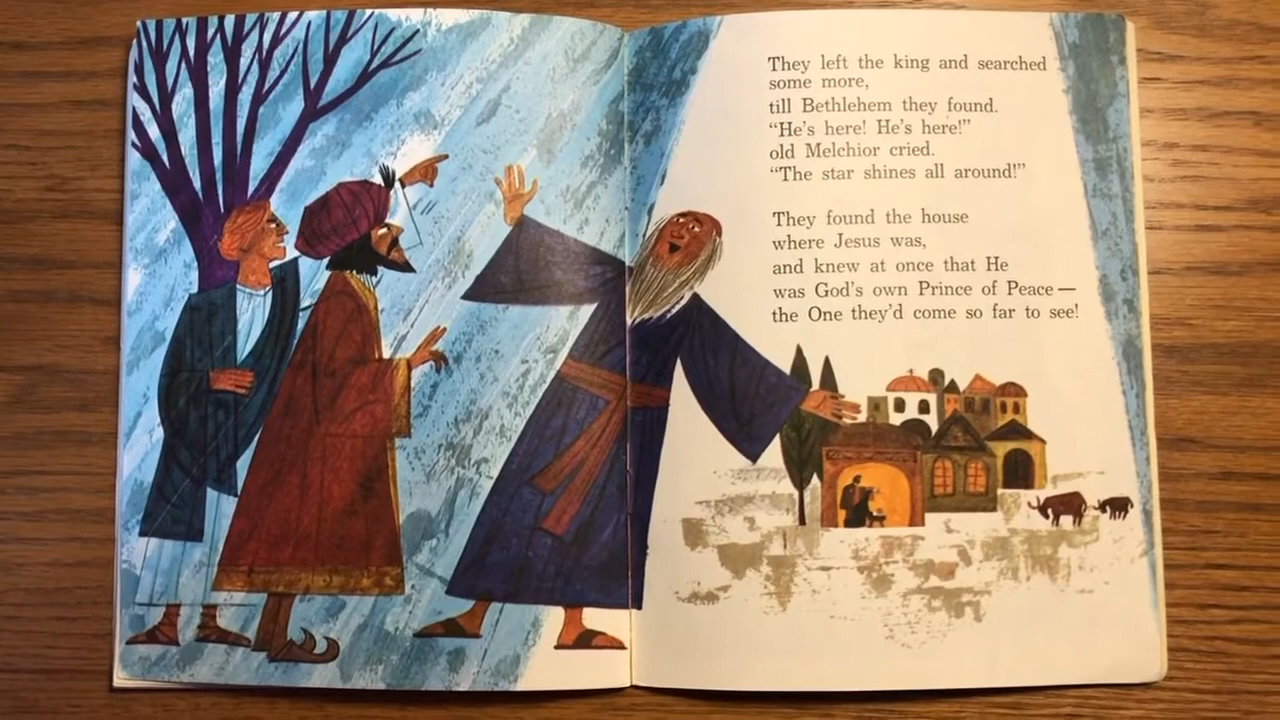 They left the king and searched
some more,
till Bethlehem they found.
“He’s here! He’s here!”
old Melchior cried.
“The star shines all around!”
They found the house
where Jesus was,
and knew at once that He
was God’s own Prince of Peace —
the One they’d come so far to see!